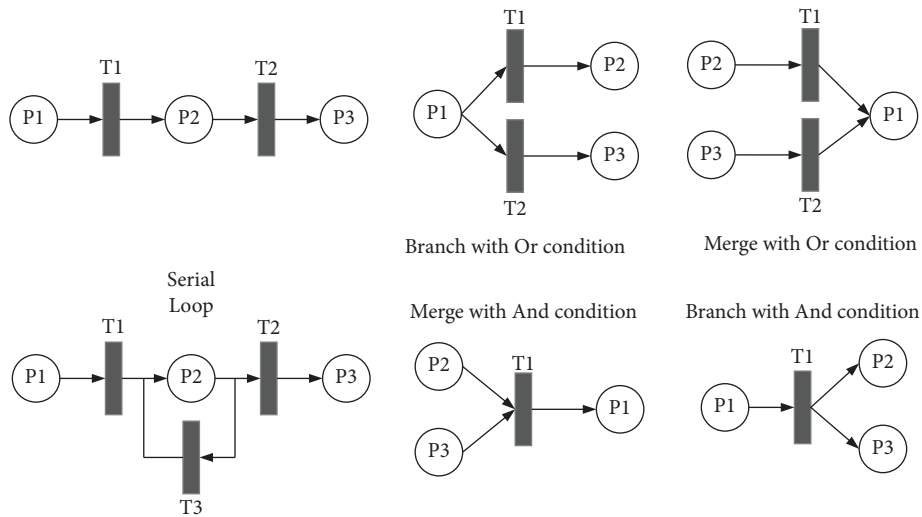 T1
T2
P1
P2
P3
T1
P1
P2
P3
T2
Branch with Or condition
T1
P2
P1
P3
T2
Merge with Or condition
Serial
Loop
T1
T2
P1
P2
P3
T3
Merge with And condition
T1
P2
P1
P3
Branch with And condition
T1
P2
P1
P3